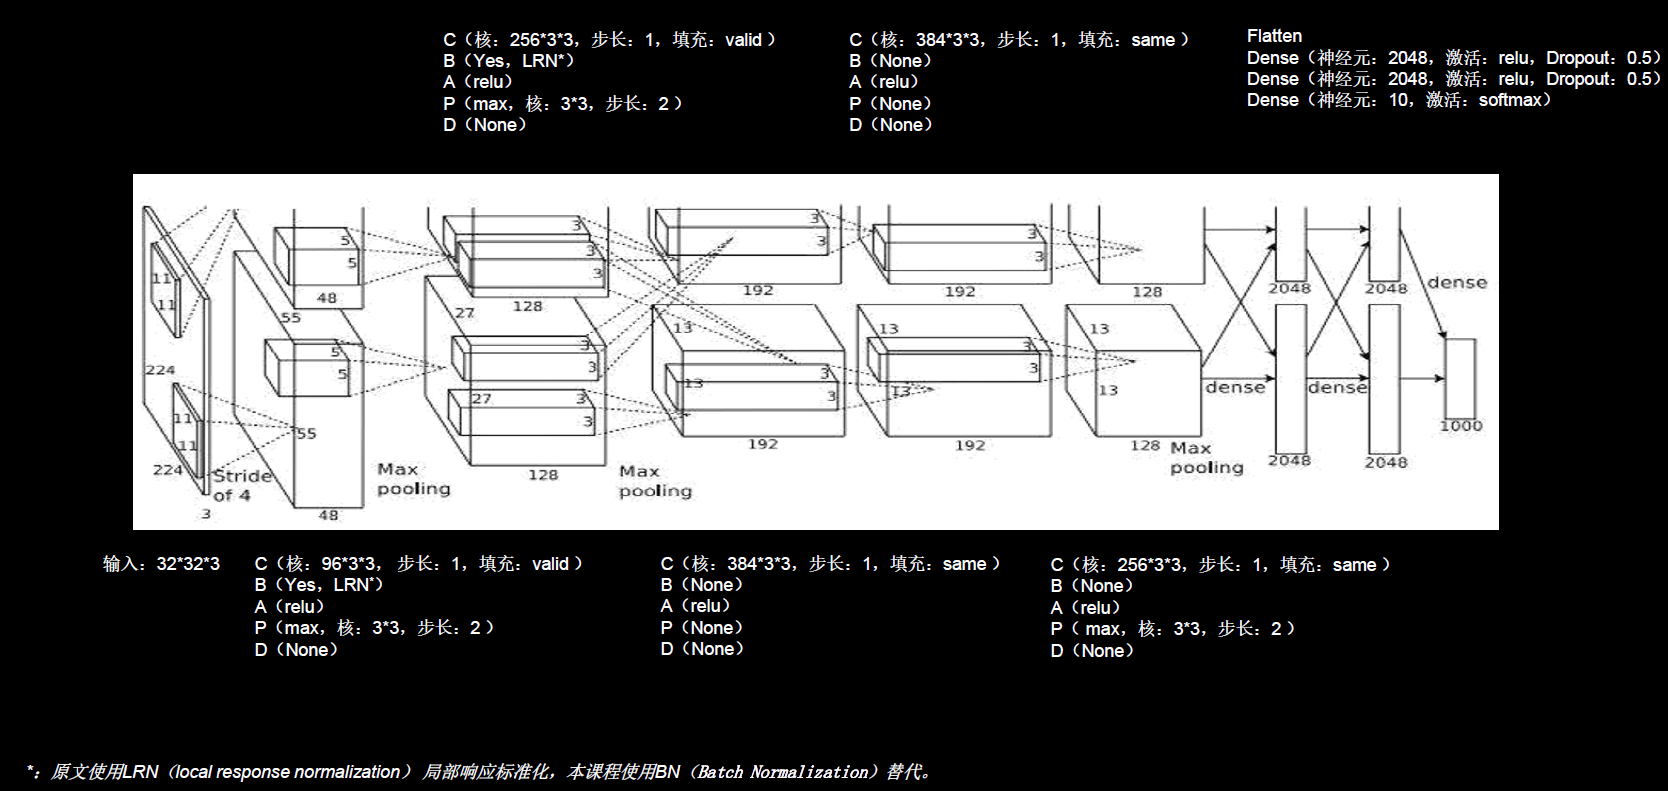 C（核：256*3*3，步长：1，填充：valid ）
B（Yes，LRN*）
A（relu）
P（max，核：3*3，步长：2 ）
D（None）
C（核：384*3*3，步长：1，填充：same ）
B（None）
A（relu）
P（None）
D（None）
Flatten
Dense（神经元：2048，激活：relu，Dropout：0.5）
Dense（神经元：2048，激活：relu，Dropout：0.5）
Dense（神经元：10，激活：softmax）
11
11
224
11
11
224
3
Stride
of 4
5
5
48
55
5
5
55
48
Max
pooling
3
3
3
128
27
3
3
27
3
3
128
Max
pooling
3
3
192
13
3
13
3
192
3
3
192
13
3
3
13
192
128
13
13
128
Max
pooling
2048
2048
dense
dense
dense
2048
2048
1000
输入：32*32*3
C（核：96*3*3， 步长：1，填充：valid ）
B（Yes，LRN*）
A（relu）
P（max，核：3*3，步长：2 ）
D（None）
C（核：384*3*3，步长：1，填充：same ）
B（None）
A（relu）
P（None）
D（None）
C（核：256*3*3，步长：1，填充：same ）
B（None）
A（relu）
P（ max，核：3*3，步长：2 ）
D（None）
*：原文使用LRN（local response normalization） 局部响应标准化，本课程使用BN（Batch Normalization）替代。